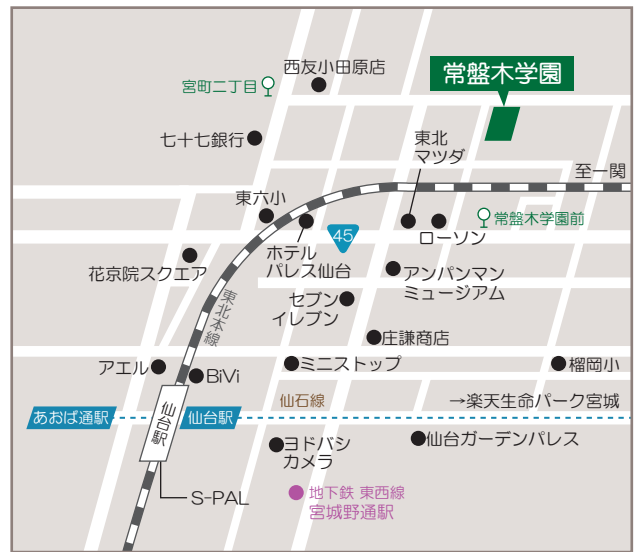 西友小田原店
宮町二丁目
常盤木学園
七十七銀行
東北
マツダ
至一関
東六小
常盤木学園前
45
ローソン
ホテル
パレス仙台
花京院スクエア
アンパンマン
ミュージアム
セブン
イレブン
東北本線
庄謙商店
アエル
BiVi
ミニストップ
榴岡小
仙石線
→楽天生命パーク宮城
あおば通駅
仙台駅
仙台駅
ヨドバシ
カメラ
仙台ガーデンパレス
S-PAL
地下鉄 東西線
宮城野通駅